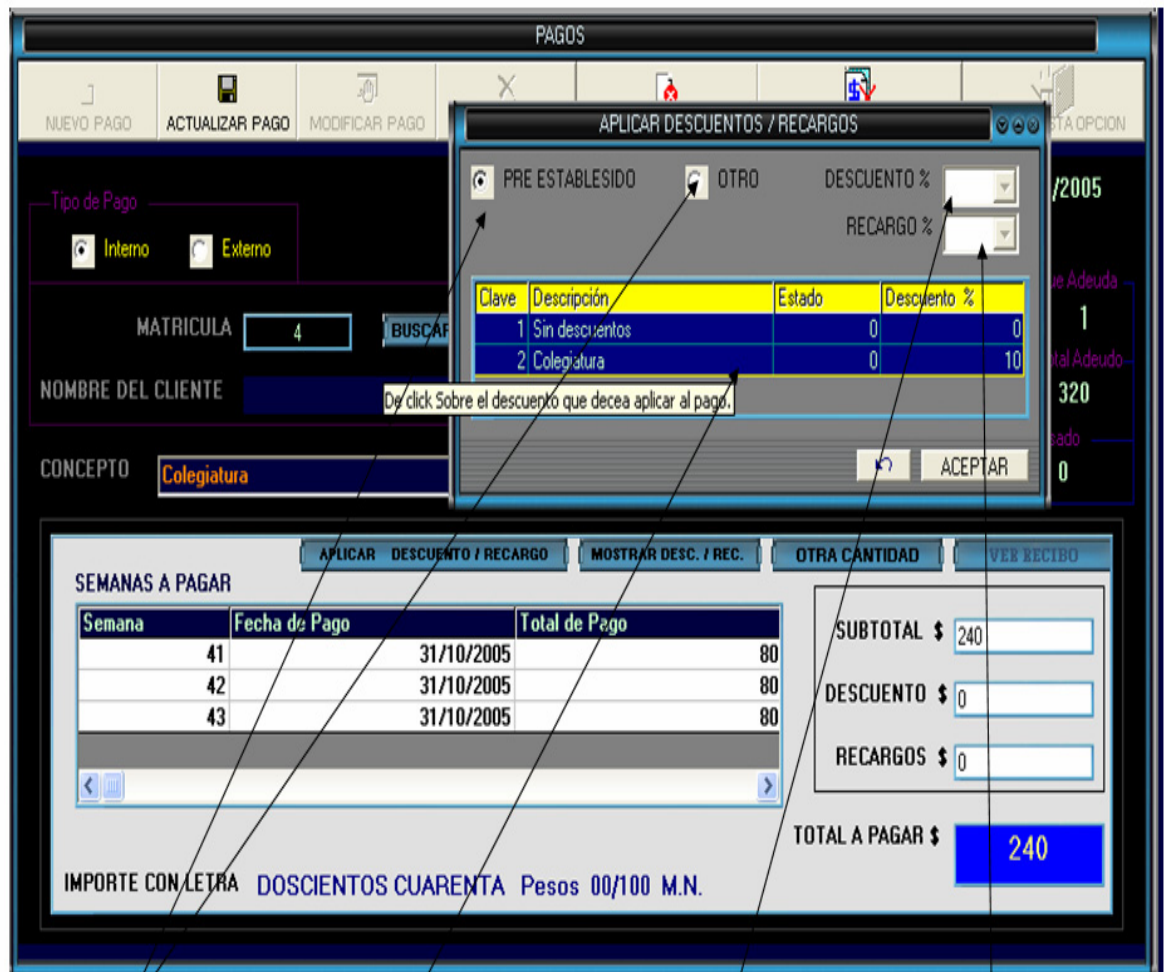 PAGOS
NUEVO PAGO ACTUALIZAR PAGO MODIFICAR PAGO
TA OPCION
APLICAR DESCUENTOS / RECARGOS
PRE ESTABLESIDO OTRO DESCUENTO %
RECARGO %
/2005
Tipo de Pago
Interno Externo
ue Adeuda
1
Clave Descripción Estado Descuento %
1 Sin descuentos 0 0
2 Colegiatura 0 10
MATRICULA 4 BUSCAR
tal Adeudo
320
NOMBRE DEL CLIENTE
De click Sobre el descuento que decea aplicar al pago.
sado
0
CONCEPTO Colegiatura
ACEPTAR
APLICAR DESCUENTO / RECARGO MOSTRAR DESC. / REC. OTRA CANTIDAD VER RECIBO
SEMANAS A PAGAR
Semana Fecha de Pago Total de Pago
41 31/10/2005 80
42 31/10/2005 80
43 31/10/2005 80
SUBTOTAL $ 240
DESCUENTO $ 0
RECARGOS $ 0
TOTAL A PAGAR $ 240
IMPORTE CON LETRA DOSCIENTOS CUARENTA Pesos 00/100 M.N.